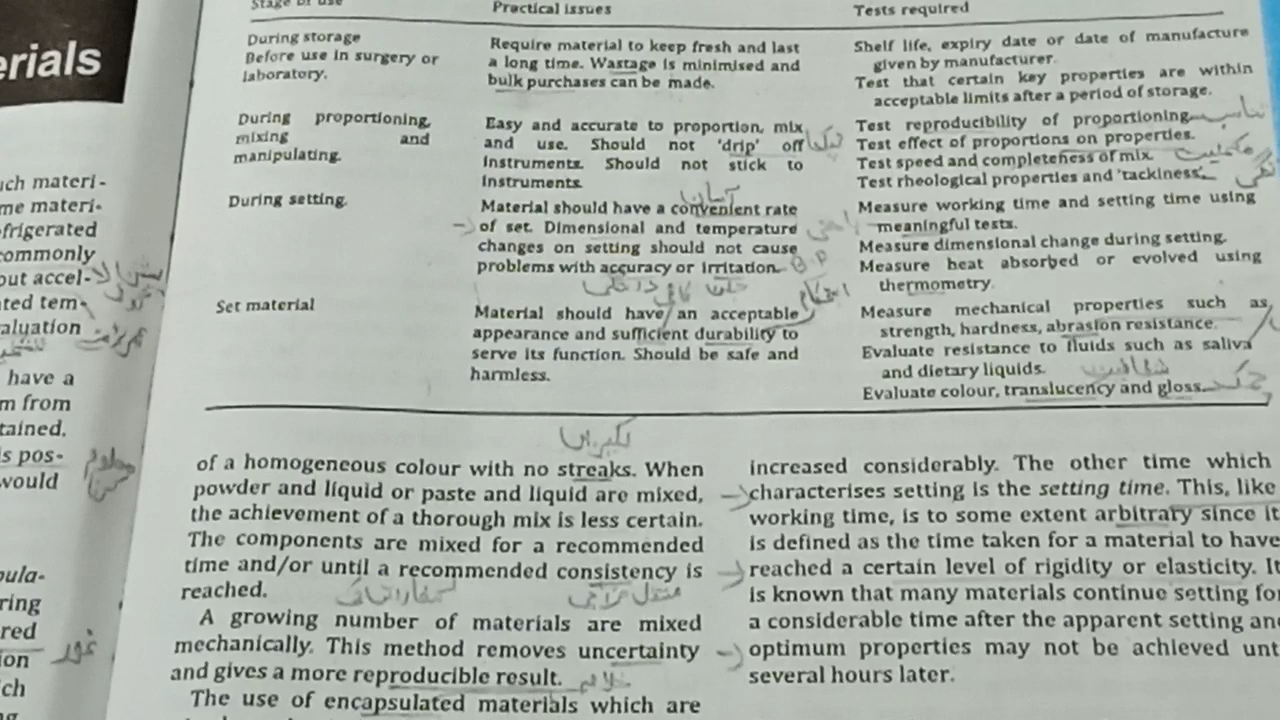 erials
Stage of use Practical issues Tests required
During storage
Before use in surgery or
laboratory.
Require material to keep fresh and last
a long time. Wastage is minimised and
bulk purchases can be made.
Shelf life, expiry date or date of manufacture
given by manufacturer.
Test that certain key properties are within
acceptable limits after a period of storage.
During proportioning,
mixing and
manipulating.
Easy and accurate to proportion, mix
and use. Should not 'drip' off
instruments. Should not stick to
instruments.
Test reproducibility of proportioning.
Test effect of proportions on properties.
Test speed and completeness of mix.
Test rheological properties and 'tackiness'.
During setting.
Material should have a convenient rate
of set. Dimensional and temperature
changes on setting should not cause
problems with accuracy or irritation.
Measure working time and setting time using
meaningful tests.
Measure dimensional change during setting.
Measure heat absorbed or evolved using
thermometry.
Set material
Material should have an acceptable
appearance and sufficient durability to
serve its function. Should be safe and
harmless.
Measure mechanical properties such as
strength, hardness, abrasion resistance.
Evaluate resistance to fluids such as saliva
and dietary liquids.
Evaluate colour, translucency and gloss.
uch materi-
me materi-
frigerated
commonly
out accel-
ted tem-
aluation
have a
m from
tained,
s pos-
would
pula-
ring
red
ion
ch
of a homogeneous colour with no streaks. When
powder and liquid or paste and liquid are mixed,
the achievement of a thorough mix is less certain.
The components are mixed for a recommended
time and/or until a recommended consistency is
reached.
A growing number of materials are mixed
mechanically. This method removes uncertainty
and gives a more reproducible result.
The use of encapsulated materials which are
increased considerably. The other time which
characterises setting is the setting time. This, like
working time, is to some extent arbitrary since it
is defined as the time taken for a material to have
reached a certain level of rigidity or elasticity. It
is known that many materials continue setting for
a considerable time after the apparent setting and
optimum properties may not be achieved unt
several hours later.
تناسب
آسان
لکیریں
غور
چمک